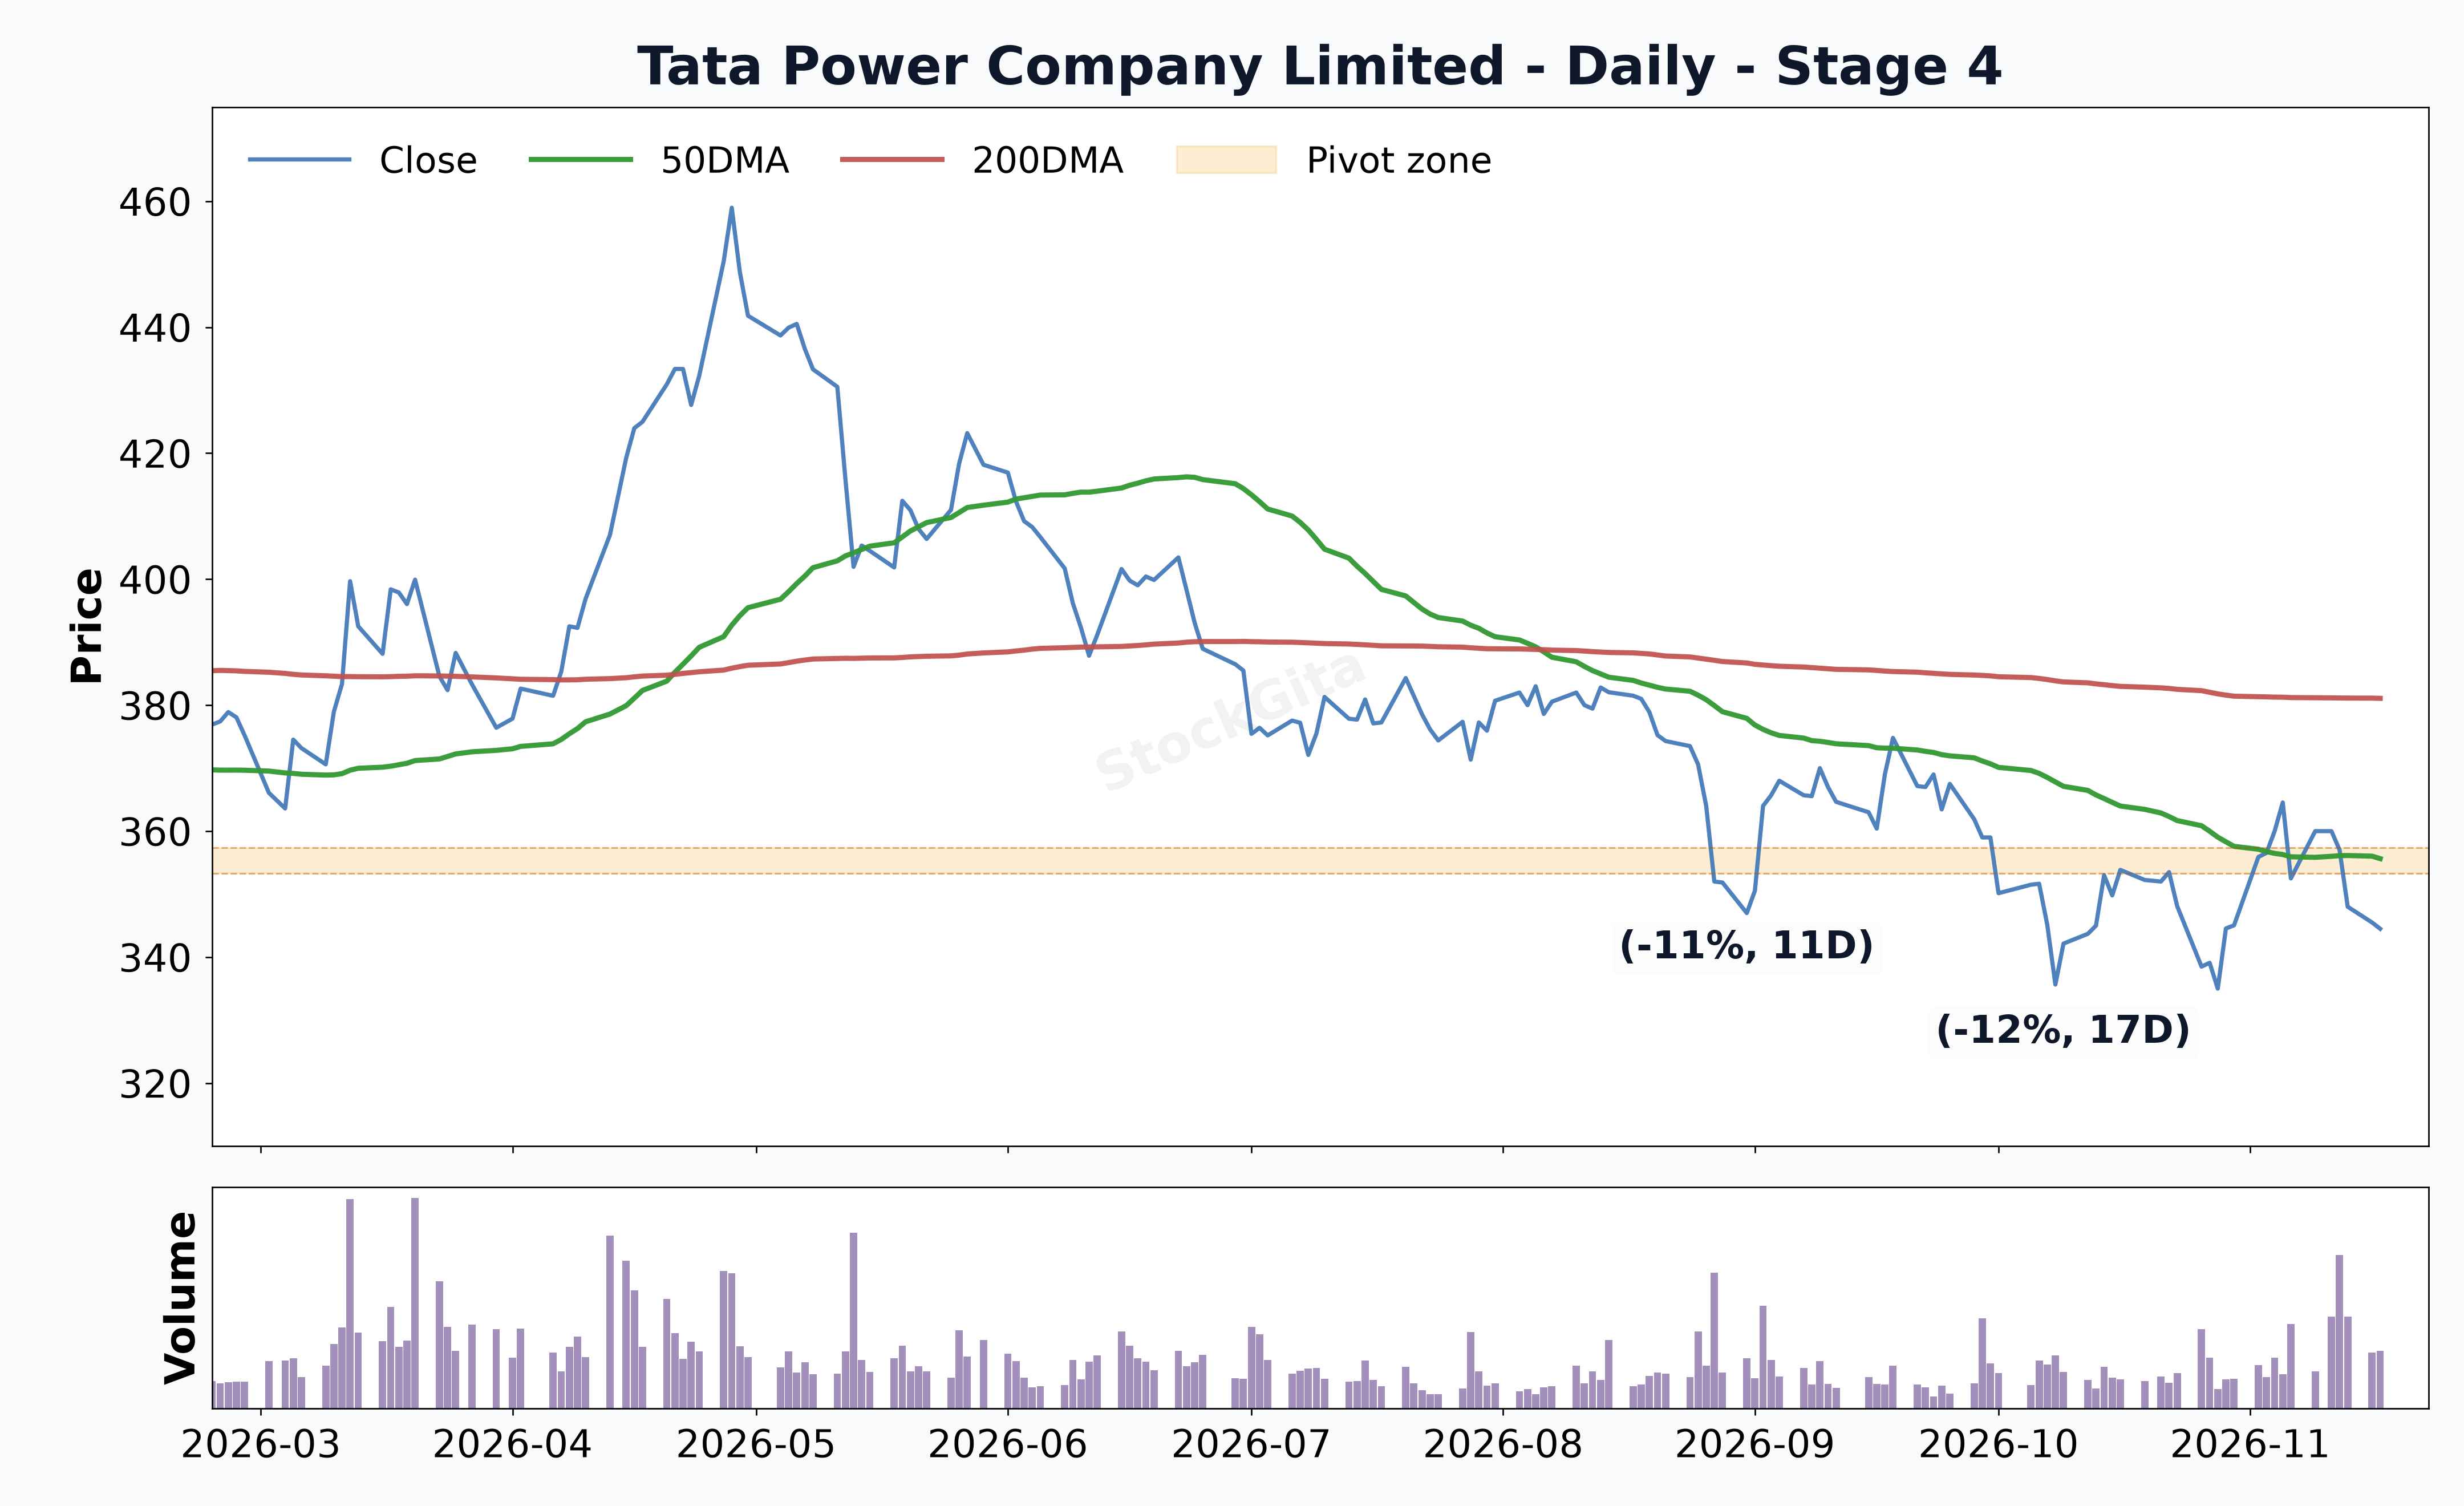 Tata Power Company Limited - Daily - Stage 4
Close 50DMA 200DMA Pivot zone
Price
460
440
420
400
380
360
340
320
StockGita
(-11%, 11D)
(-12%, 17D)
Volume
2026-03 2026-04 2026-05 2026-06 2026-07 2026-08 2026-09 2026-10 2026-11